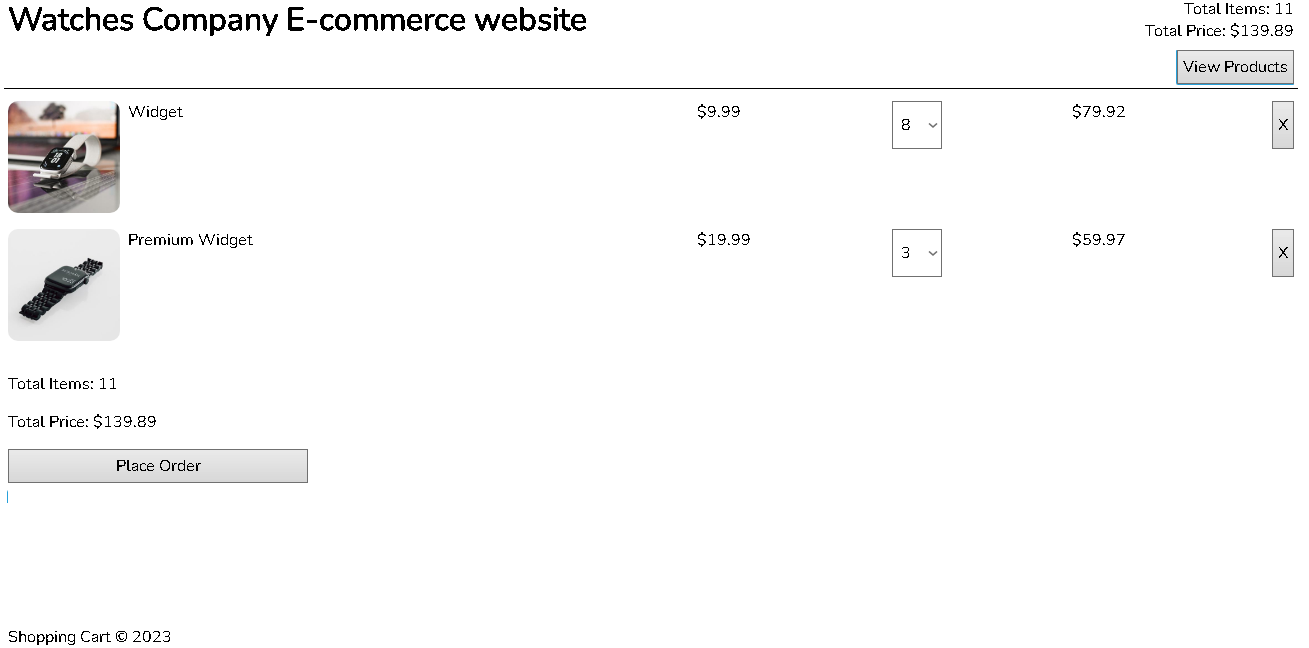 Watches Company E-commerce website
Total Items: 11
Total Price: $139.89
View Products
Widget $9.99 8 $79.92 X
Premium Widget $19.99 3 $59.97 X
Total Items: 11
Total Price: $139.89
Place Order
Shopping Cart © 2023